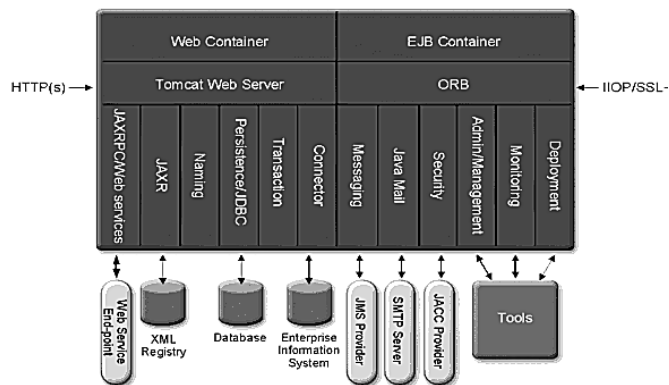 Web Container
EJB Container
HTTP(s)
Tomcat Web Server
ORB
IIOP/SSL-
JAXRPC/Web
services
JAXR
Naming
Persistence/JDBC
Transaction
Connector
Messaging
Java Mail
Security
Admin/Management
Monitoring
Deployment
Web Service
End-point
XML
Registry
Database
Enterprise
Information
System
JMS Provider
SMTP Server
JACC Provider
Tools